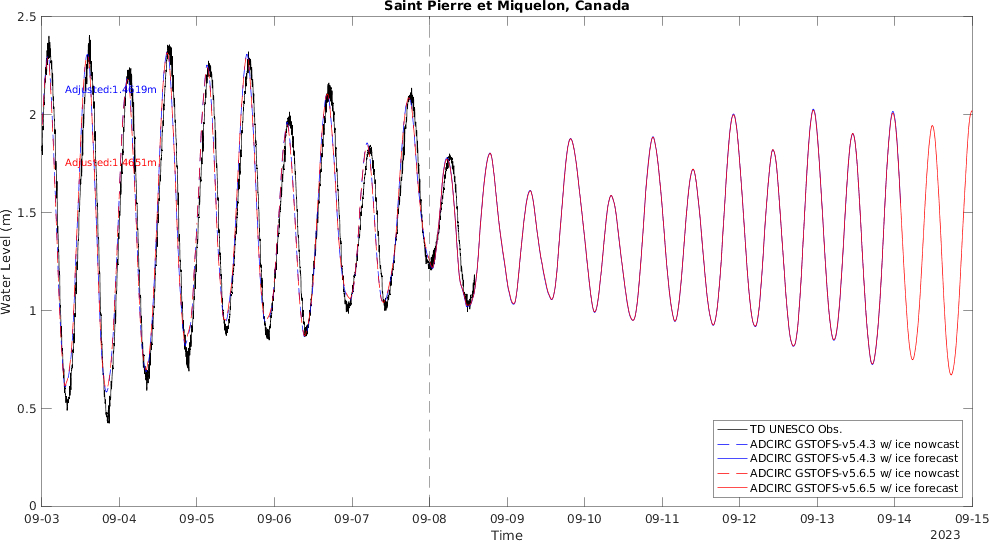 Saint Pierre et Miquelon, Canada
2.5
2
1.5
1
0.5
0
Water Level (m)
Adjusted:1.4619m
Adjusted:1.4651m
TD UNESCO Obs.
ADCIRC GSTOFS-v5.4.3 w/ ice nowcast
ADCIRC GSTOFS-v5.4.3 w/ ice forecast
ADCIRC GSTOFS-v5.6.5 w/ ice nowcast
ADCIRC GSTOFS-v5.6.5 w/ ice forecast
09-03 09-04 09-05 09-06 09-07 09-08 09-09 09-10 09-11 09-12 09-13 09-14 09-15
Time
2023